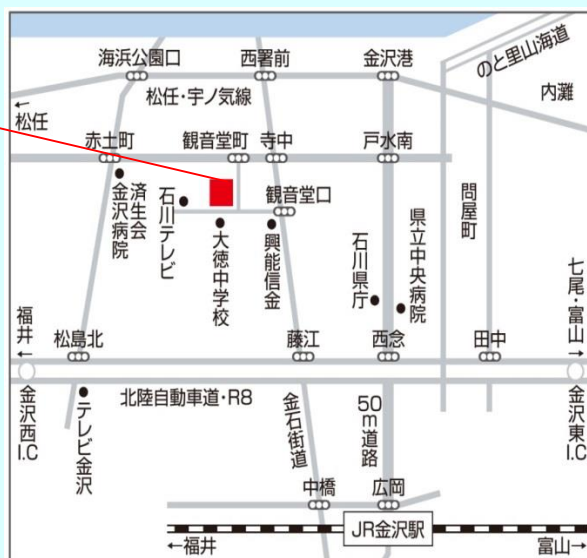 海浜公園口
西署前
金沢港
のと里山海道
内灘
←
松任
松任・宇ノ気線
赤土町
観音堂町
寺中
戸水南
済生会
金沢病院
石川テレビ
大徳中学校
観音堂口
興能信金
石川県庁
県立中央病院
問屋町
七尾・富山→
福井←
松島北
藤江
西念
田中
金沢西I.C
テレビ金沢
北陸自動車道・R8
金石街道
50m道路
金沢東I.C
中橋
広岡
JR金沢駅
←福井
富山→